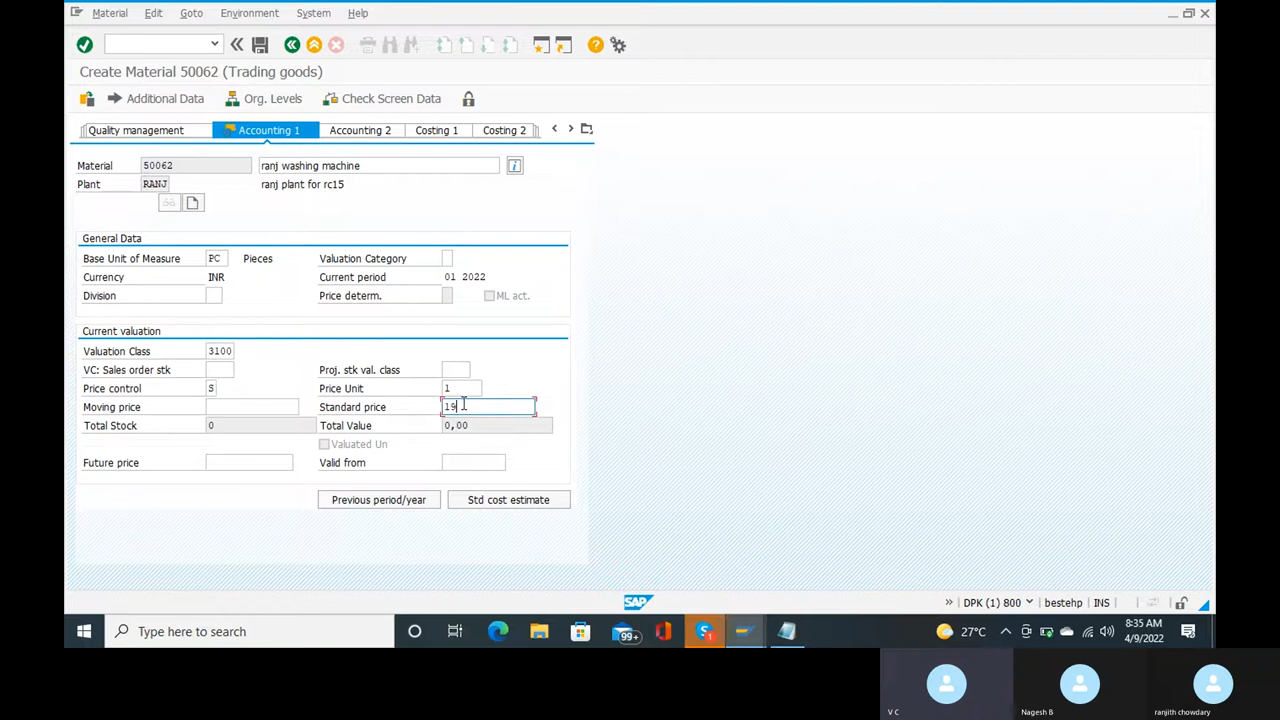 Material Edit Goto Environment System Help
Create Material 50062 (Trading goods)
Additional Data Org. Levels Check Screen Data
Quality management Accounting 1 Accounting 2 Costing 1 Costing 2
Material 50062 ranj washing machine
Plant RANJ ranj plant for rc15
General Data
Base Unit of Measure PC Pieces Valuation Category
Currency INR Current period 01 2022
Division Price determ. ML act.
Current valuation
Valuation Class 3100
VC: Sales order stk Proj. stk val. class
Price control S Price Unit 1
Moving price Standard price 19
Total Stock 0 Total Value 0,00
Valuated Un
Future price Valid from
Previous period/year Std cost estimate
SAP DPK (1) 800 bestehp INS
Type here to search 99+ 1 27°C 8:35 AM
4/9/2022
V C Nagesh B ranjith chowdary